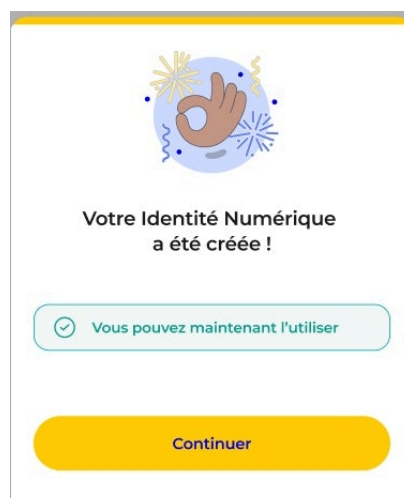 Votre Identité Numérique
a été créée !
Vous pouvez maintenant l’utiliser
Continuer